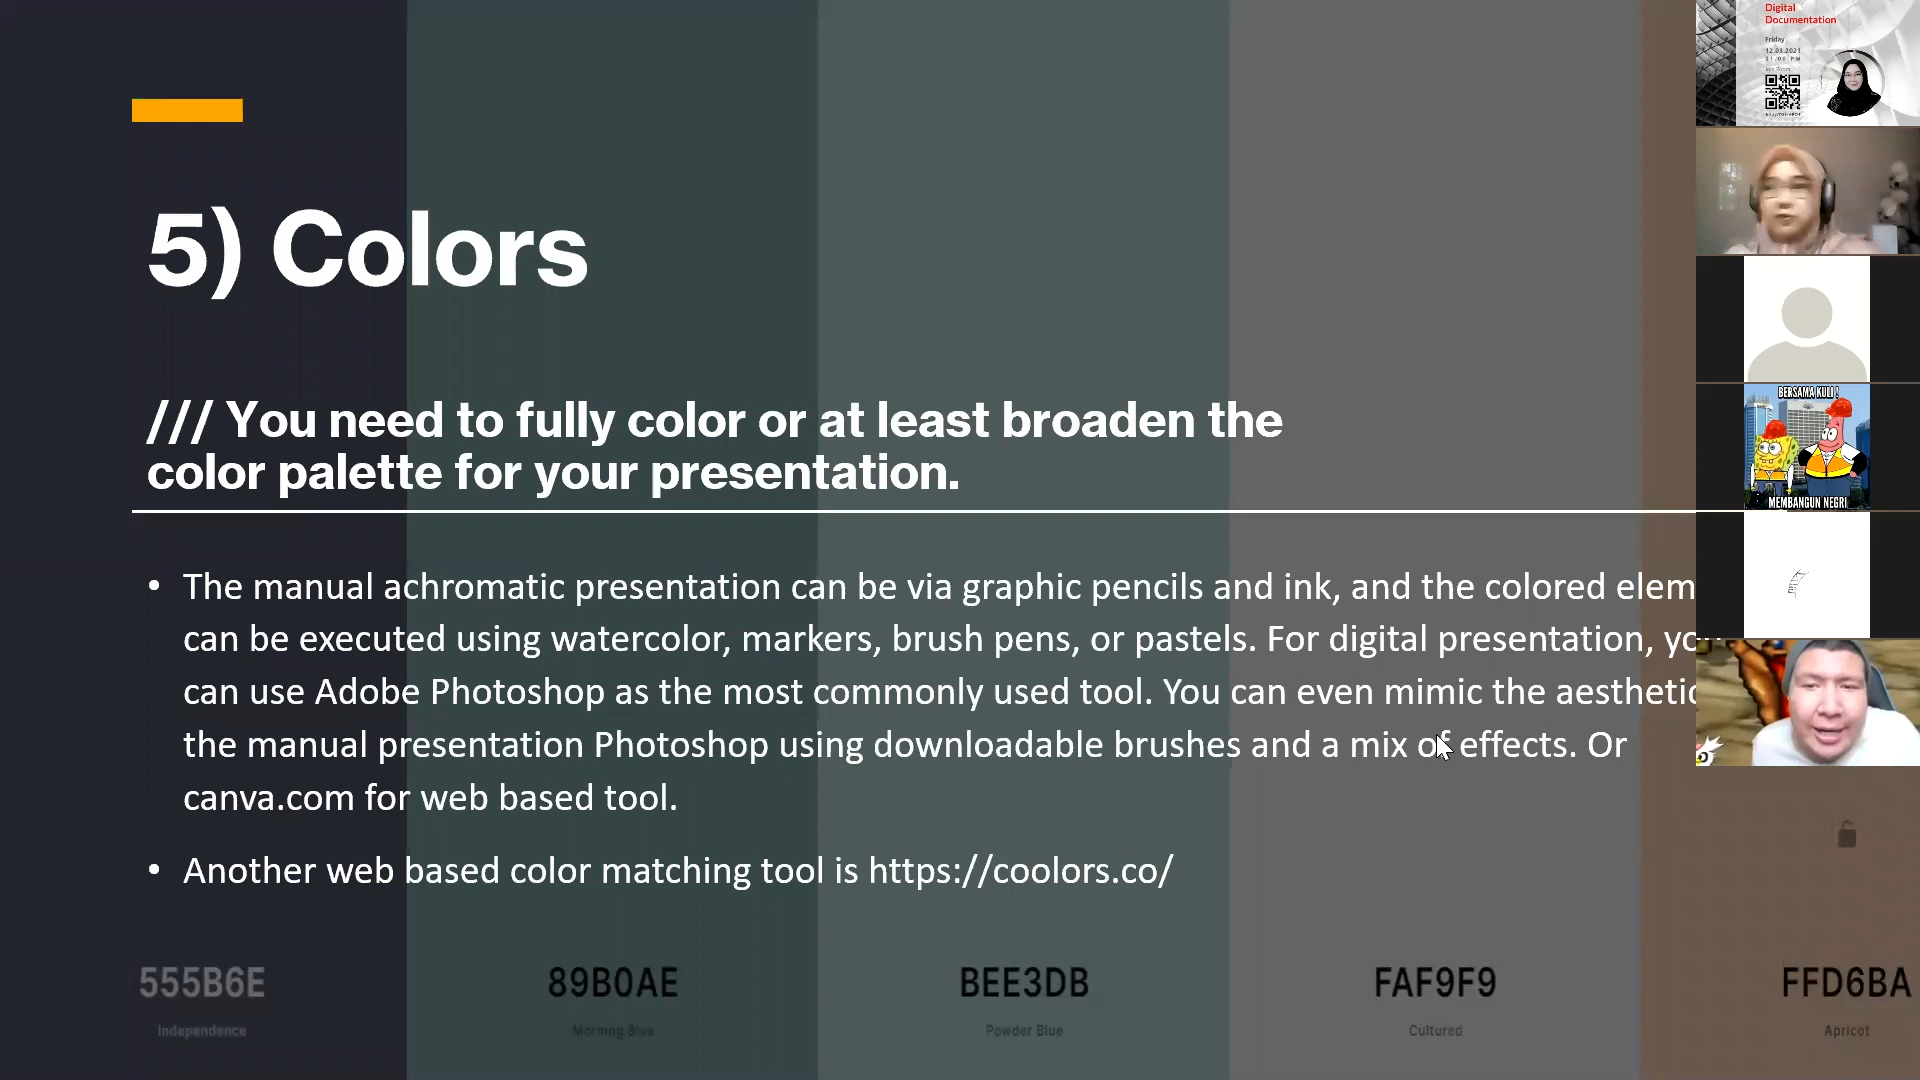 5) Colors
/// You need to fully color or at least broaden the
color palette for your presentation.
• The manual achromatic presentation can be via graphic pencils and ink, and the colored elem
can be executed using watercolor, markers, brush pens, or pastels. For digital presentation, you
can use Adobe Photoshop as the most commonly used tool. You can even mimic the aesthetic
the manual presentation Photoshop using downloadable brushes and a mix of effects. Or
canva.com for web based tool.
• Another web based color matching tool is https://coolors.co/
555B6E
Independence
89B0AE
Morning Blue
BEE3DB
Powder Blue
FAF9F9
Cultured
FFD6BA
Apricot
Digital
Documentation
Friday
12.03.2021
BERSAMA KULI !
MEMBANGUN NEGRI